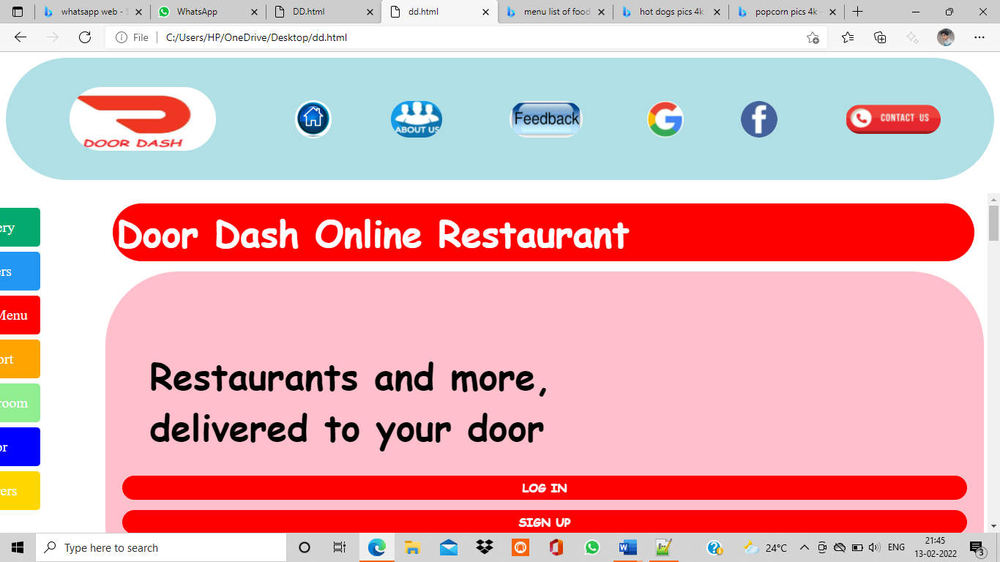 whatsapp web - S
WhatsApp
DD.html
dd.html
menu list of food
hot dogs pics 4k
popcorn pics 4k -
File
C:/Users/HP/OneDrive/Desktop/dd.html
DOOR DASH
ABOUT US
Feedback
G
f
CONTACT US
Door Dash Online Restaurant
ery
ers
Menu
ort
room
or
ers
Restaurants and more,
delivered to your door
LOG IN
SIGN UP
Type here to search
24°C
ENG
21:45
13-02-2022
3